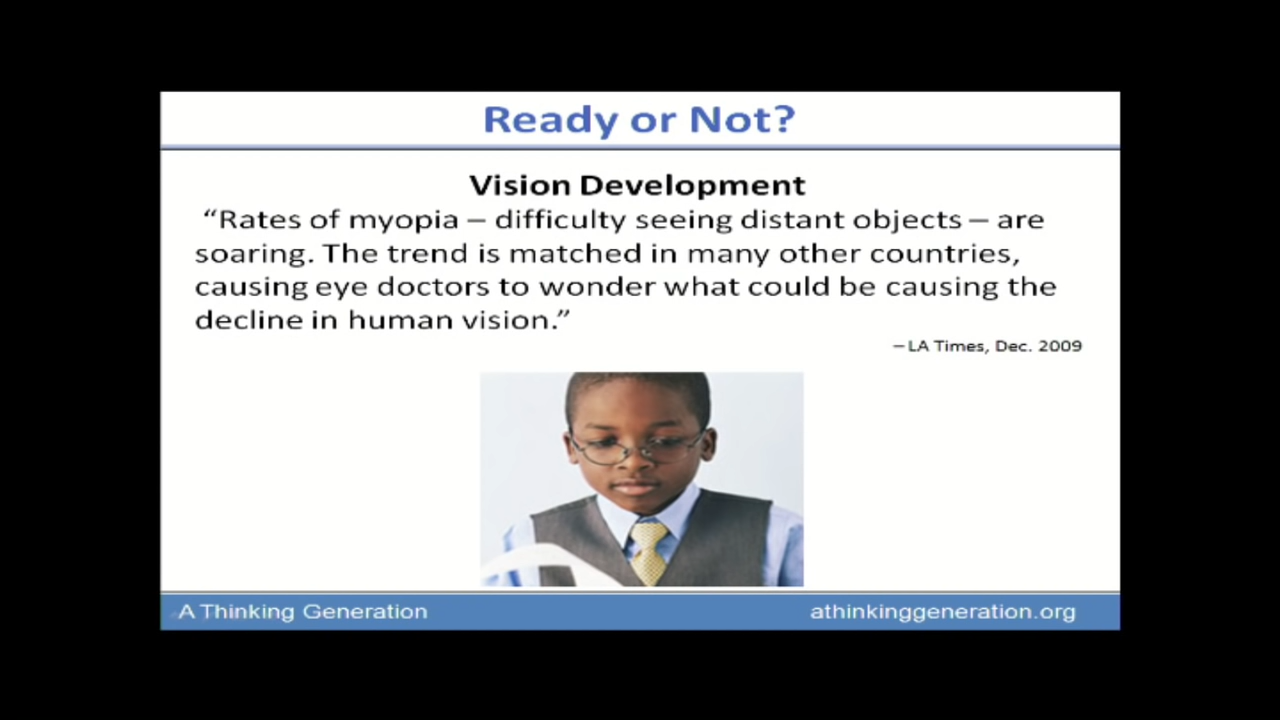 Ready or Not?
Vision Development
“Rates of myopia – difficulty seeing distant objects – are
soaring. The trend is matched in many other countries,
causing eye doctors to wonder what could be causing the
decline in human vision.”
–LA Times, Dec. 2009
A Thinking Generation
athinkinggeneration.org